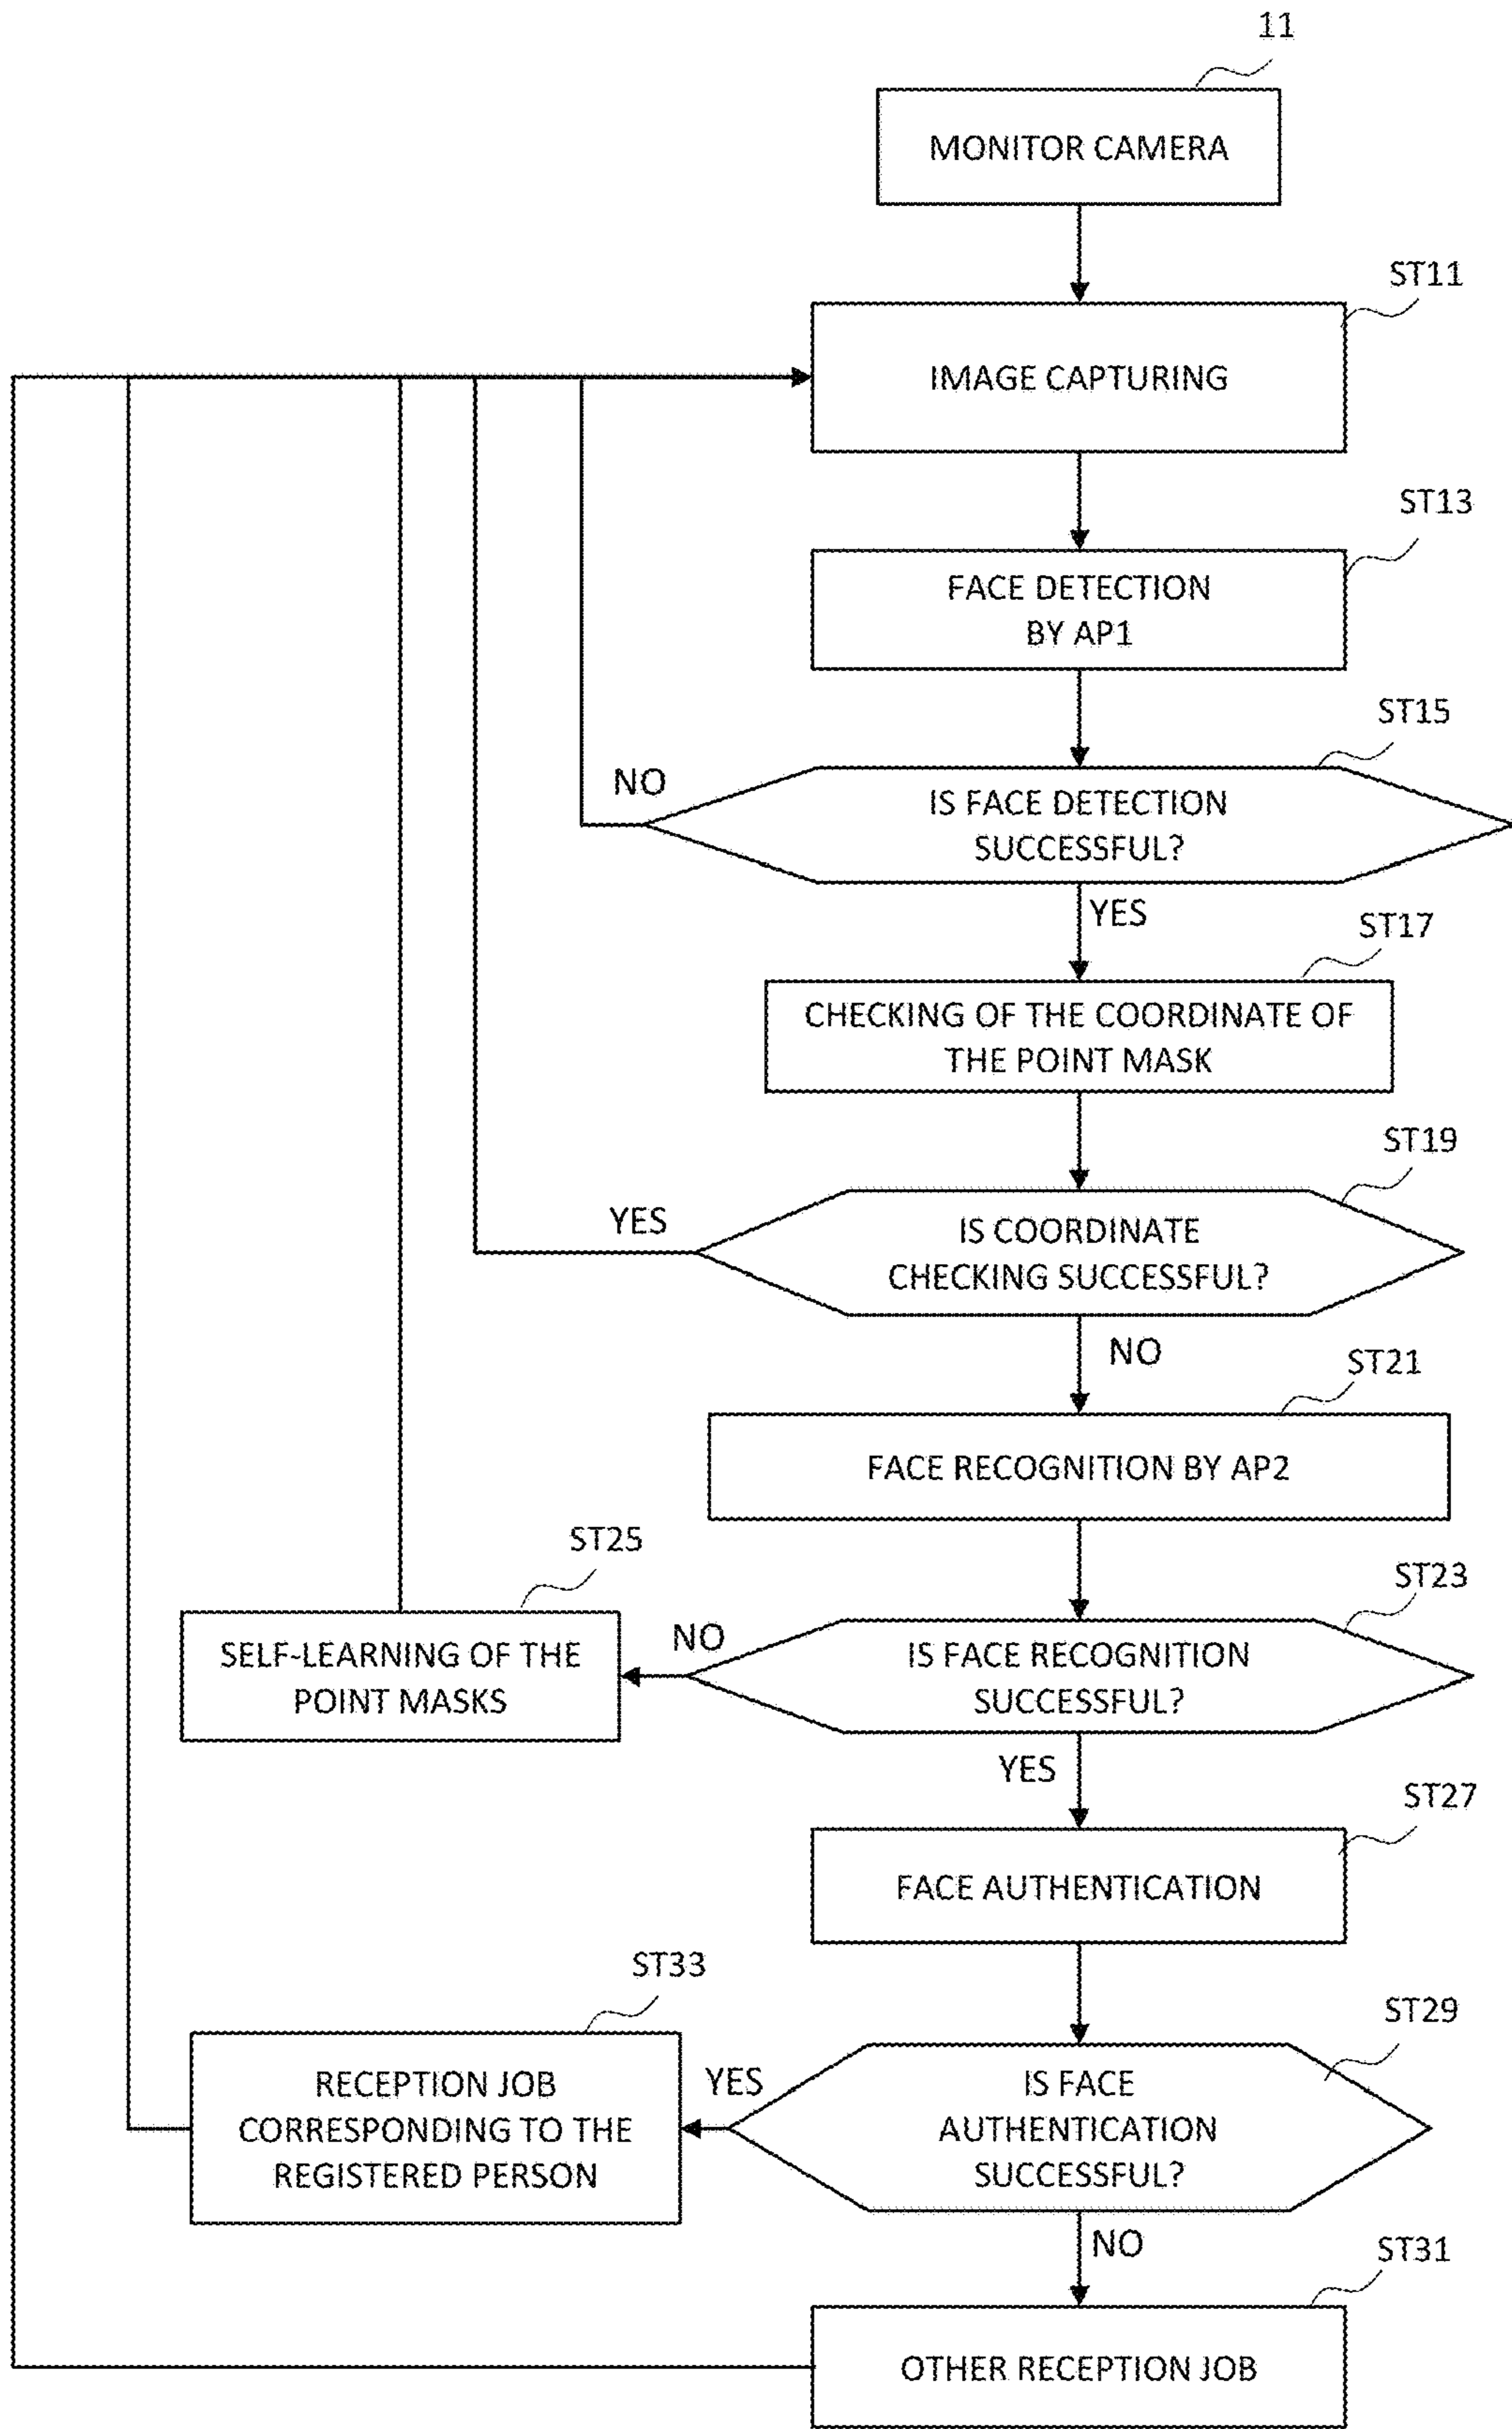 11
MONITOR CAMERA
ST11
IMAGE CAPTURING
ST13
FACE DETECTION
BY AP1
ST15
NO
IS FACE DETECTION
SUCCESSFUL?
YES
ST17
CHECKING OF THE COORDINATE OF
THE POINT MASK
ST19
YES
IS COORDINATE
CHECKING SUCCESSFUL?
NO
ST21
FACE RECOGNITION BY AP2
ST25
ST23
SELF-LEARNING OF THE
POINT MASKS
NO
IS FACE RECOGNITION
SUCCESSFUL?
YES
ST27
FACE AUTHENTICATION
ST33
ST29
RECEPTION JOB
CORRESPONDING TO THE
REGISTERED PERSON
YES
IS FACE
AUTHENTICATION
SUCCESSFUL?
NO
ST31
OTHER RECEPTION JOB